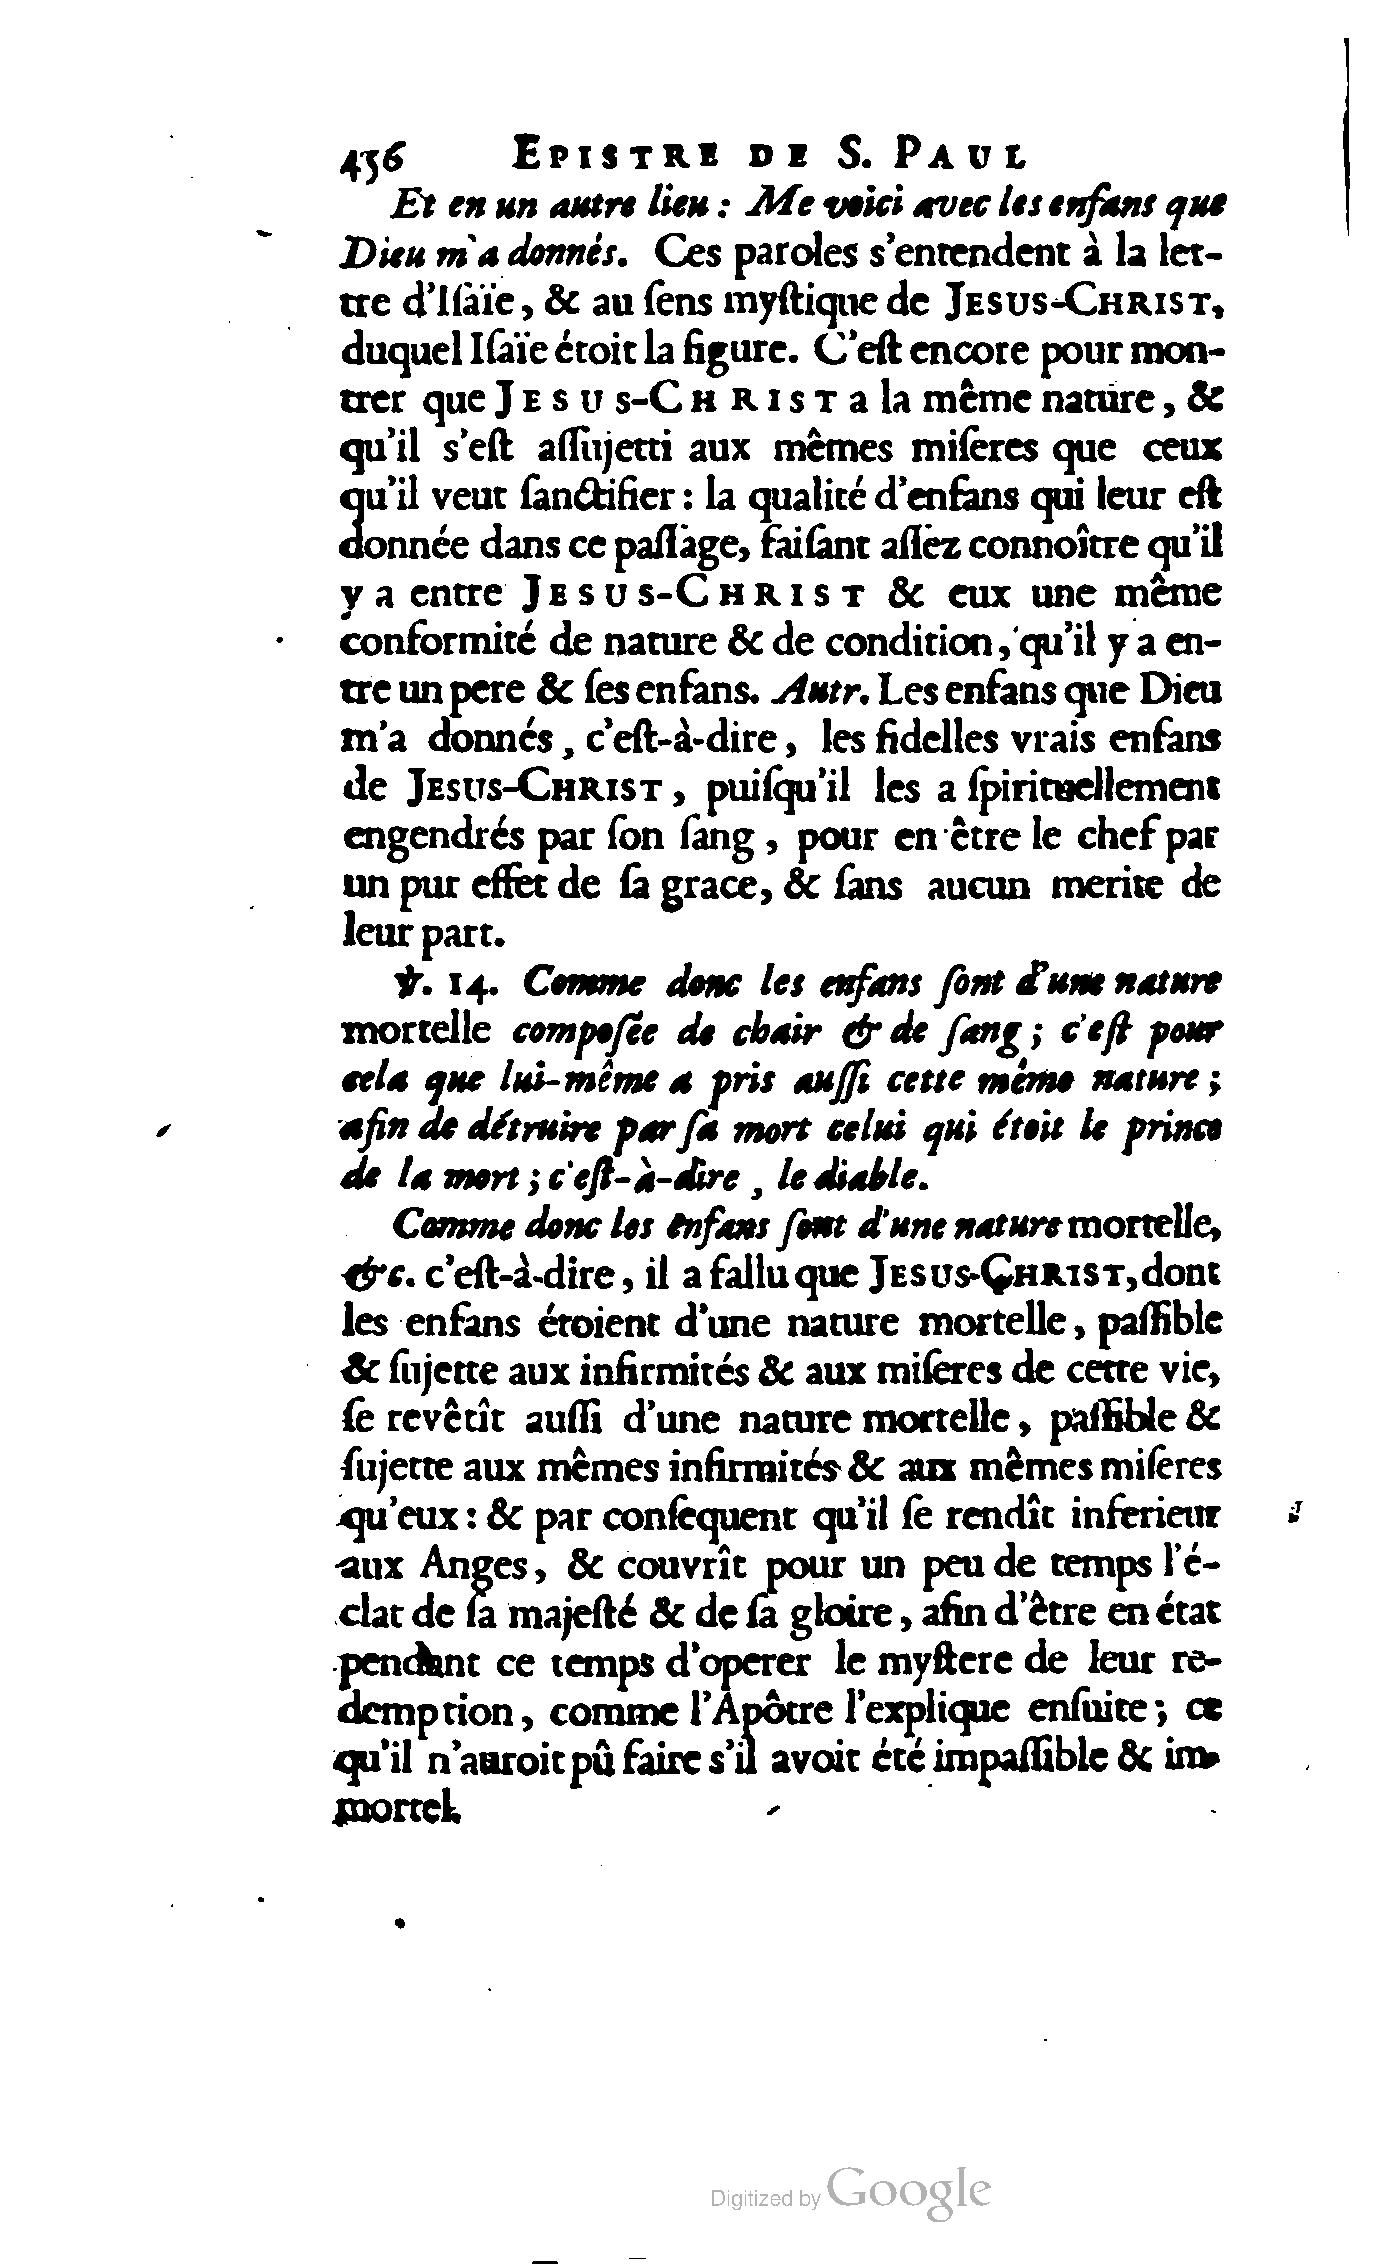 456 EPISTRE DE S. PAUL
Et en un autre lieu : Me voici avec les enfans que
Dieu m'a donnés. Ces paroles s'entendent à la let-
tre d'Iſaïe, & au ſens myſtique de JESUS-CHRIST,
duquel Iſaïe étoit la figure. C'eſt encore pour mon-
trer que JESUS-CHRIST a la même nature, &
qu'il s'eſt aſſujetti aux mêmes miſeres que ceux
qu'il veut ſanctifier : la qualité d'enfans qui leur eſt
donnée dans ce paſſage, faiſant aſſez connoître qu'il
y a entre JESUS-CHRIST & eux une même
conformité de nature & de condition, qu'il y a en-
tre un pere & ſes enfans. Autr. Les enfans que Dieu
m'a donnés, c'eſt-à-dire, les fidelles vrais enfans
de JESUS-CHRIST, puiſqu'il les a ſpirituellement
engendrés par ſon ſang, pour en être le chef par
un pur effet de ſa grace, & ſans aucun merite de
leur part.
℣. 14. Comme donc les enfans ſont d'une nature
mortelle compoſée de chair & de ſang ; c'eſt pour
cela que lui-même a pris auſſi cette même nature ;
afin de détruire par ſa mort celui qui étoit le prince
de la mort ; c'eſt-à-dire, le diable.
Comme donc les enfans ſont d'une nature mortelle,
&c. c'eſt-à-dire, il a fallu que JESUS-CHRIST, dont
les enfans étoient d'une nature mortelle, paſſible
& ſujette aux infirmités & aux miſeres de cette vie,
ſe revêtît auſſi d'une nature mortelle, paſſible &
ſujette aux mêmes infirmités & aux mêmes miſeres
qu'eux : & par conſequent qu'il ſe rendît inferieur
aux Anges, & couvrît pour un peu de temps l'é-
clat de ſa majeſté & de ſa gloire, afin d'être en état
pendant ce temps d'operer le myſtere de leur re-
demption, comme l'Apôtre l'explique enſuite ; ce
qu'il n'auroit pû faire s'il avoit été impaſſible & im-
mortel.
Digitized by Google